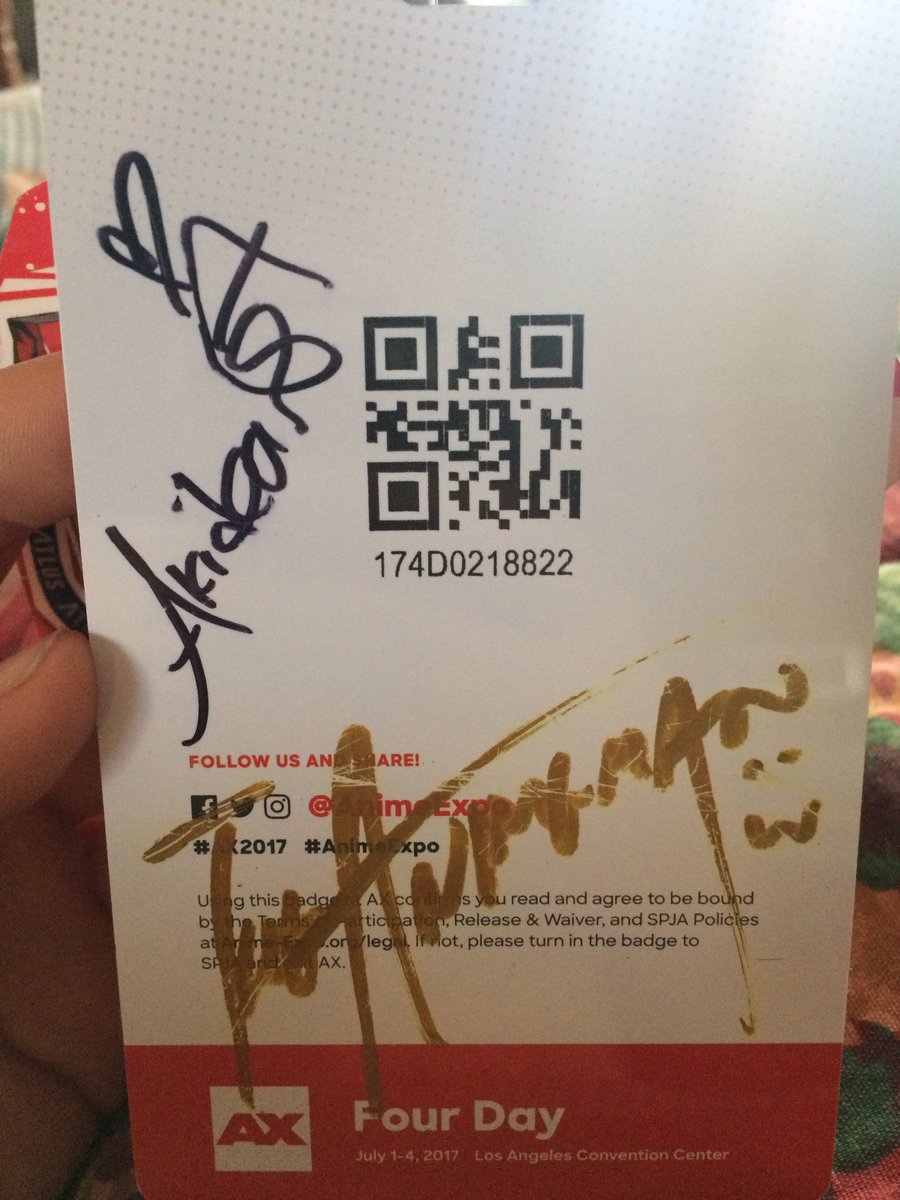 174D0218822
FOLLOW US AND SHARE!
@AnimeExpo
#AX2017 #AnimeExpo
Using this badge at AX confirms you read and agree to be bound
by the Terms of Participation, Release & Waiver, and SPJA Policies
at Anime-Expo.org/legal. If not, please turn in the badge to
SPJA and exit AX.
AX
Four Day
July 1-4, 2017 Los Angeles Convention Center
ATLUS